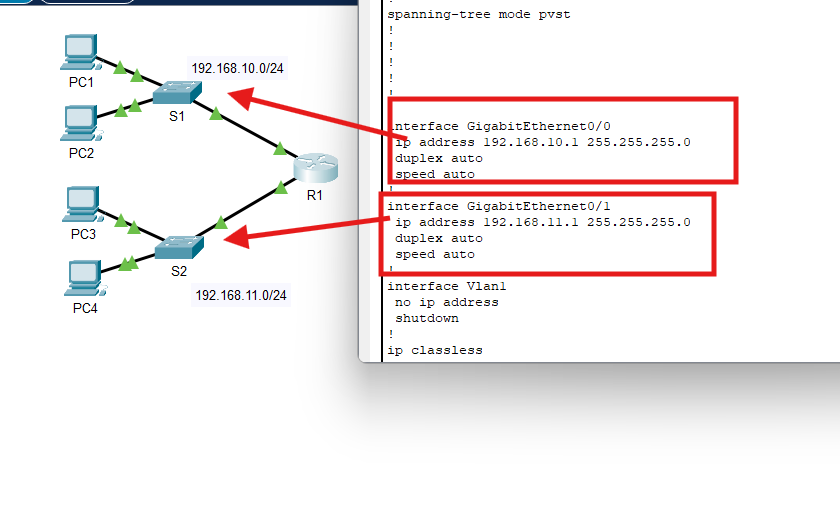 PC1
192.168.10.0/24
S1
PC2
R1
PC3
S2
PC4
192.168.11.0/24
!
spanning-tree mode pvst
!
!
!
!
!
nterface GigabitEthernet0/0
ip address 192.168.10.1 255.255.255.0
duplex auto
speed auto
!
interface GigabitEthernet0/1
ip address 192.168.11.1 255.255.255.0
duplex auto
speed auto
!
interface Vlan1
no ip address
shutdown
!
ip classless